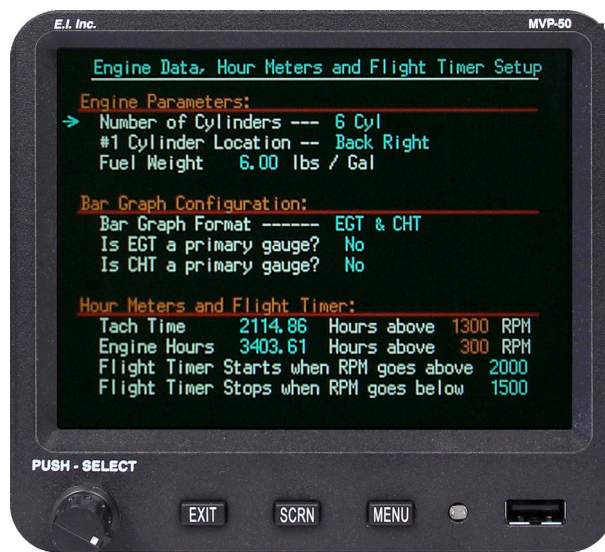 E.I. Inc.
MVP-50
Engine Data, Hour Meters and Flight Timer Setup
Engine Parameters:
Number of Cylinders --- 6 Cyl
#1 Cylinder Location -- Back Right
Fuel Weight 6.00 lbs / Gal
Bar Graph Configuration:
Bar Graph Format ------ EGT & CHT
Is EGT a primary gauge? No
Is CHT a primary gauge? No
Hour Meters and Flight Timer:
Tach Time 2114.86 Hours above 1300 RPM
Engine Hours 3403.61 Hours above 300 RPM
Flight Timer Starts when RPM goes above 2000
Flight Timer Stops when RPM goes below 1500
PUSH - SELECT
EXIT
SCRN
MENU